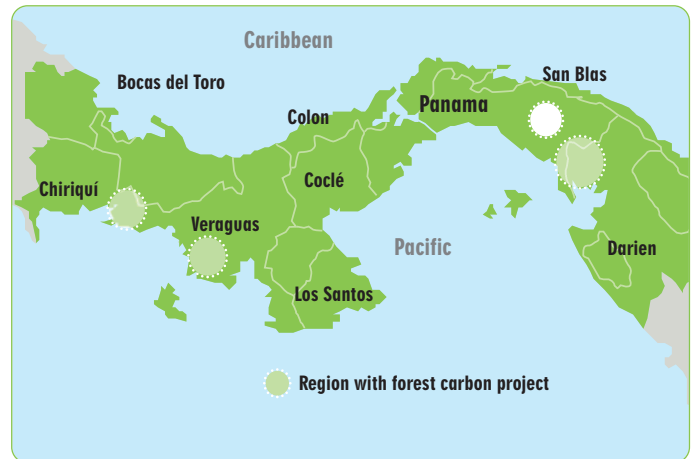 Caribbean
San Blas
Bocas del Toro
Panama
Colon
Coclé
Chiriquí
Veraguas
Pacific
Darien
Los Santos
Region with forest carbon project